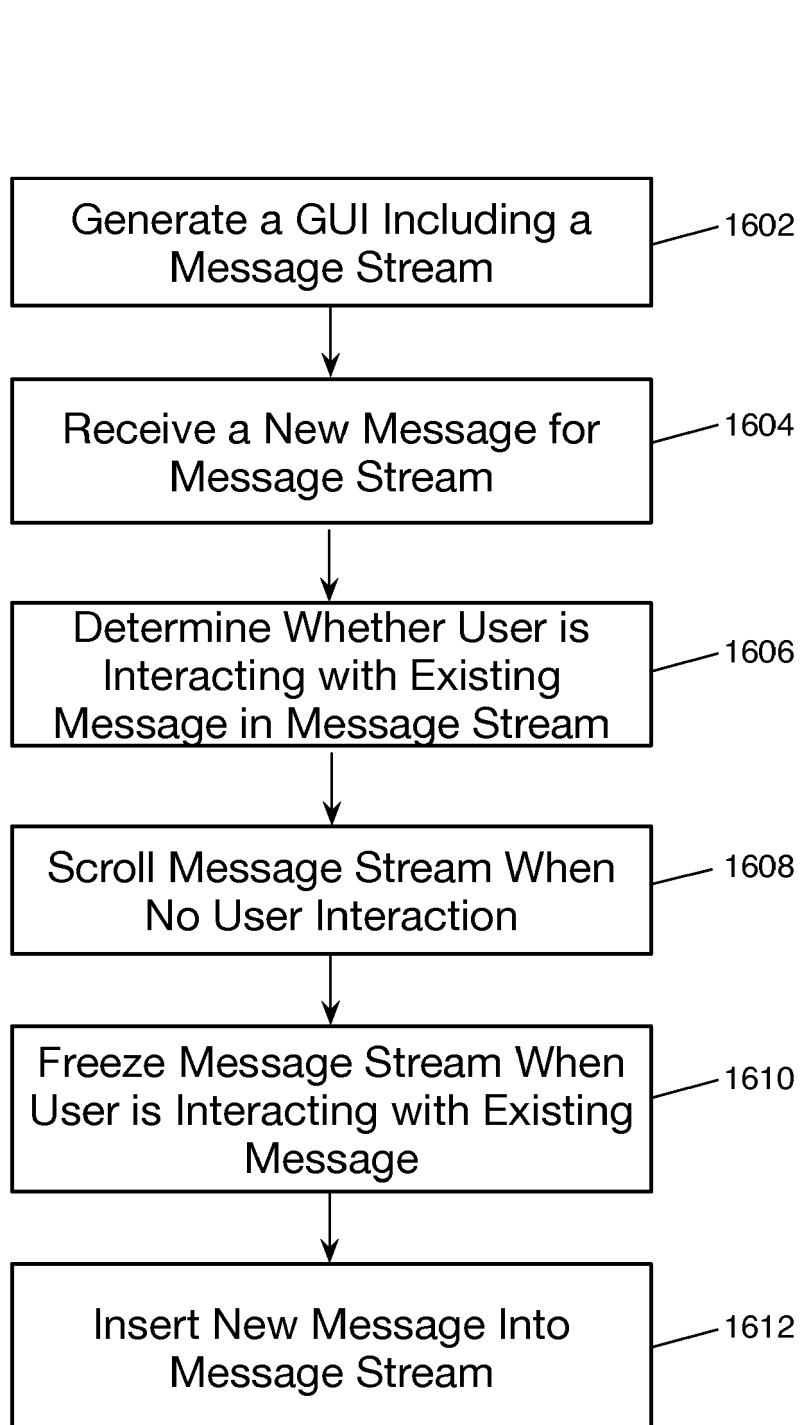 Generate a GUI Including a
Message Stream
1602
Receive a New Message for
Message Stream
1604
Determine Whether User is
Interacting with Existing
Message in Message Stream
1606
Scroll Message Stream When
No User Interaction
1608
Freeze Message Stream When
User is Interacting with Existing
Message
1610
Insert New Message Into
Message Stream
1612